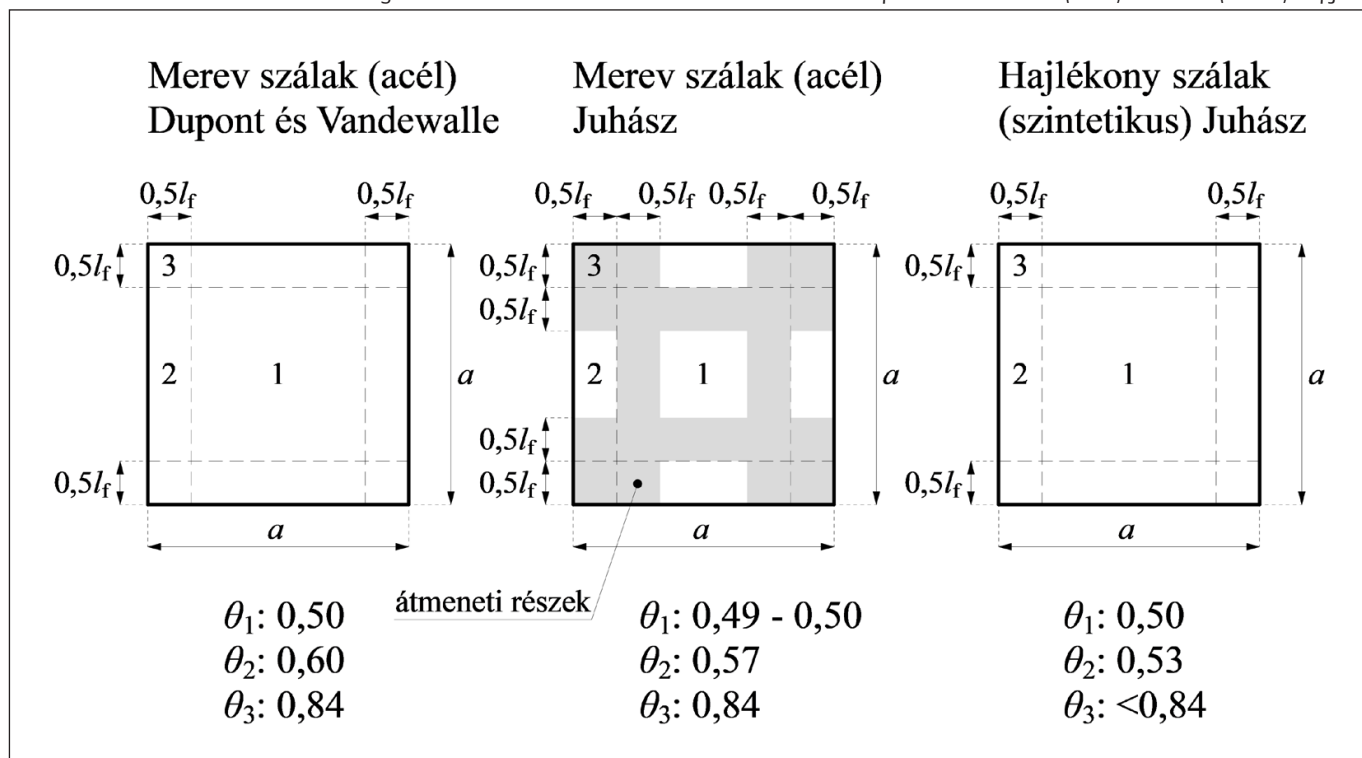 Merev szálak (acél)
Dupont és Vandewalle
0,5lf 0,5lf
0,5lf
3
2 1
a
0,5lf
a
θ1: 0,50
θ2: 0,60
θ3: 0,84
Merev szálak (acél)
Juhász
0,5lf 0,5lf 0,5lf 0,5lf
0,5lf
3
0,5lf
2 1
a
0,5lf
0,5lf
a
átmeneti részek
θ1: 0,49 - 0,50
θ2: 0,57
θ3: 0,84
Hajlékony szálak
(szintetikus) Juhász
0,5lf 0,5lf
0,5lf
3
2 1
a
0,5lf
a
θ1: 0,50
θ2: 0,53
θ3: <0,84